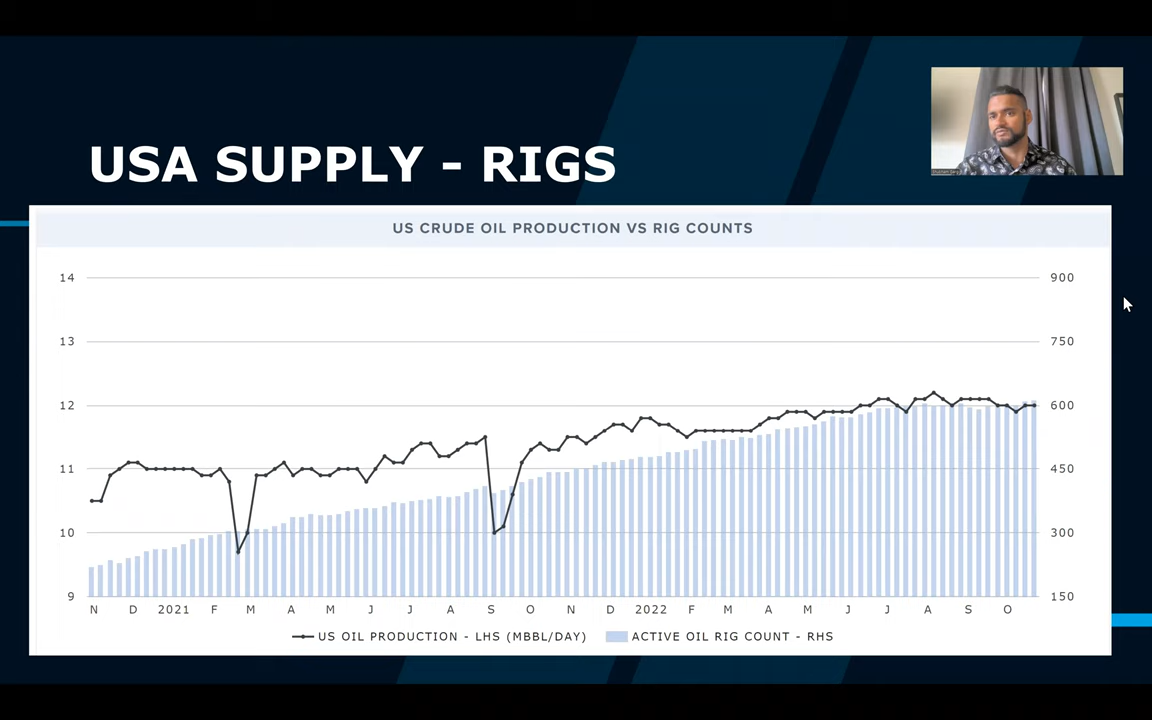 USA SUPPLY - RIGS
US CRUDE OIL PRODUCTION VS RIG COUNTS
14 900
13 750
12 600
11 450
10 300
9 150
N D 2021 F M A M J J A S O N D 2022 F M A M J J A S O
US OIL PRODUCTION - LHS (MBBL/DAY) ACTIVE OIL RIG COUNT - RHS